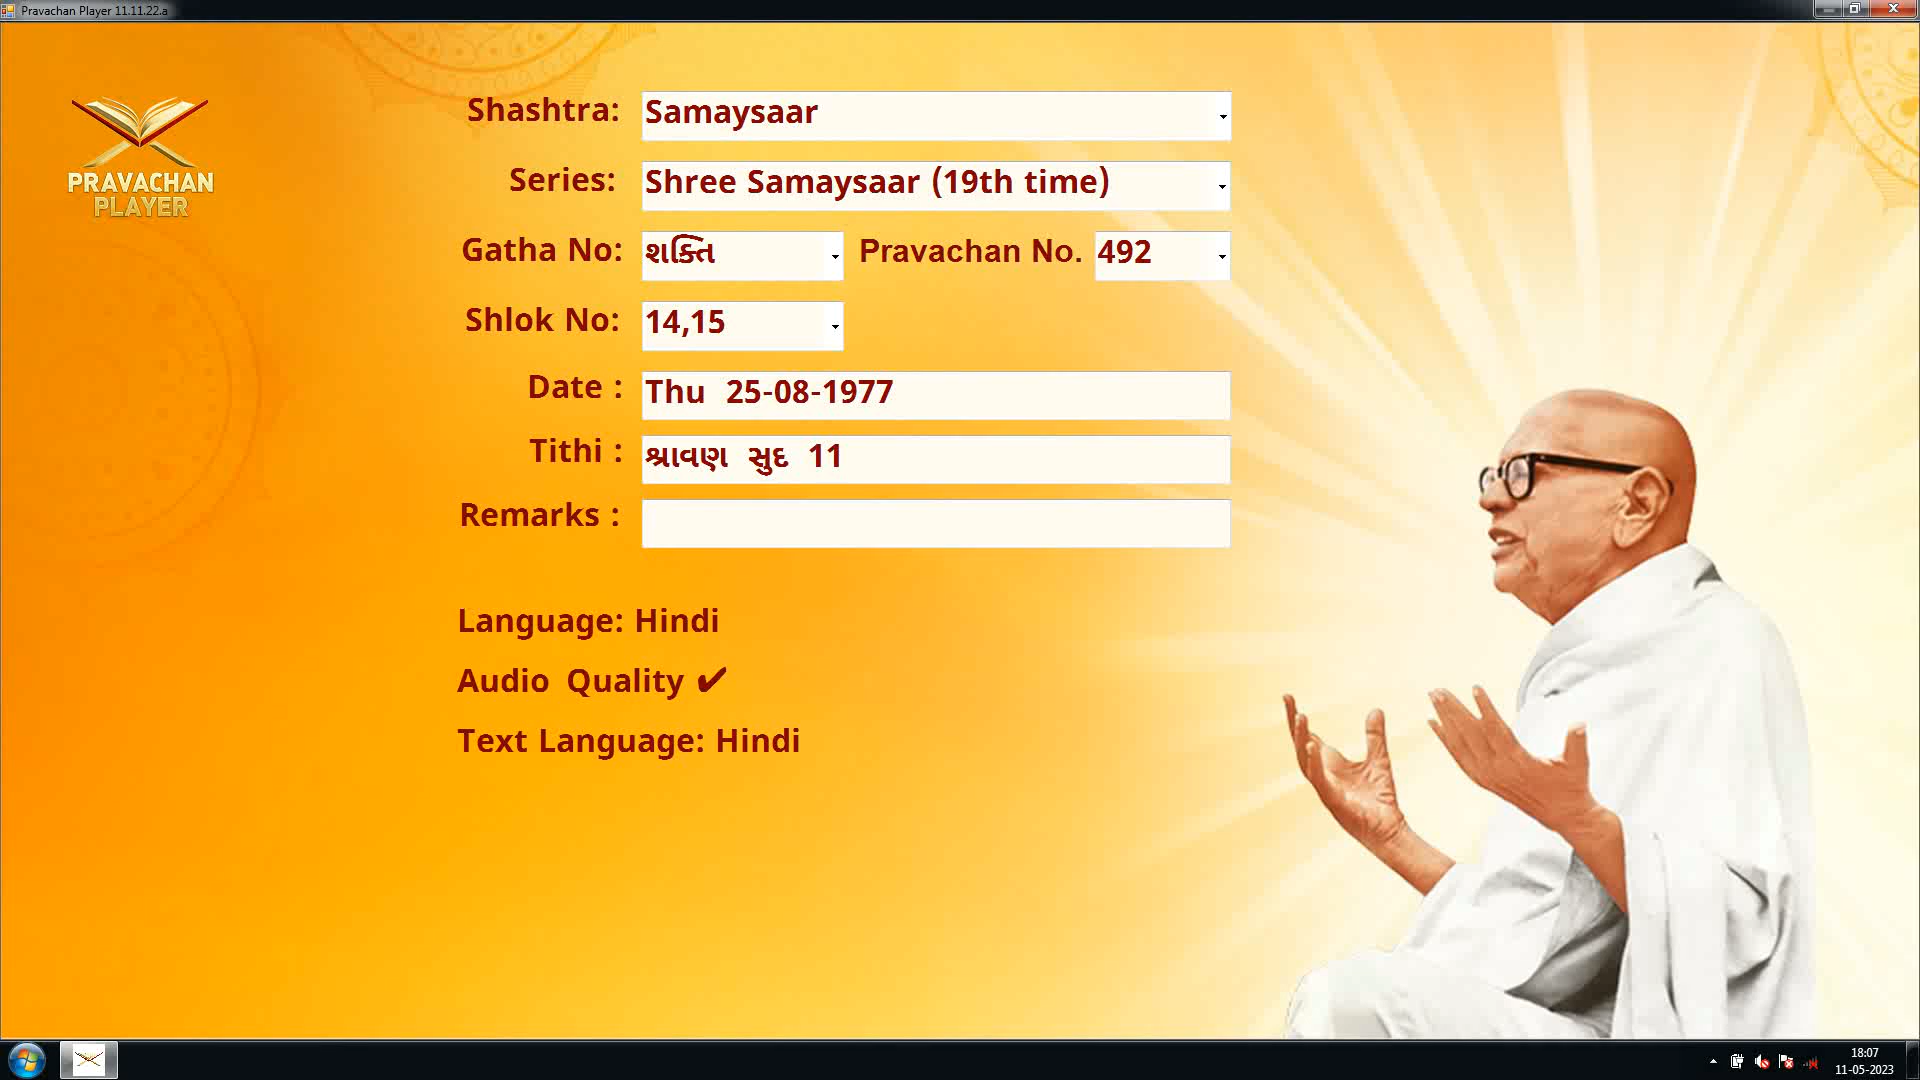 Pravachan Player 11.11.22.a
PRAVACHAN
PLAYER
Shashtra: Samaysaar
Series: Shree Samaysaar (19th time)
Gatha No: શક્તિ Pravachan No. 492
Shlok No: 14,15
Date : Thu 25-08-1977
Tithi : શ્રાવણ સુદ 11
Remarks :
Language: Hindi
Audio Quality ✔
Text Language: Hindi
18:07
11-05-2023